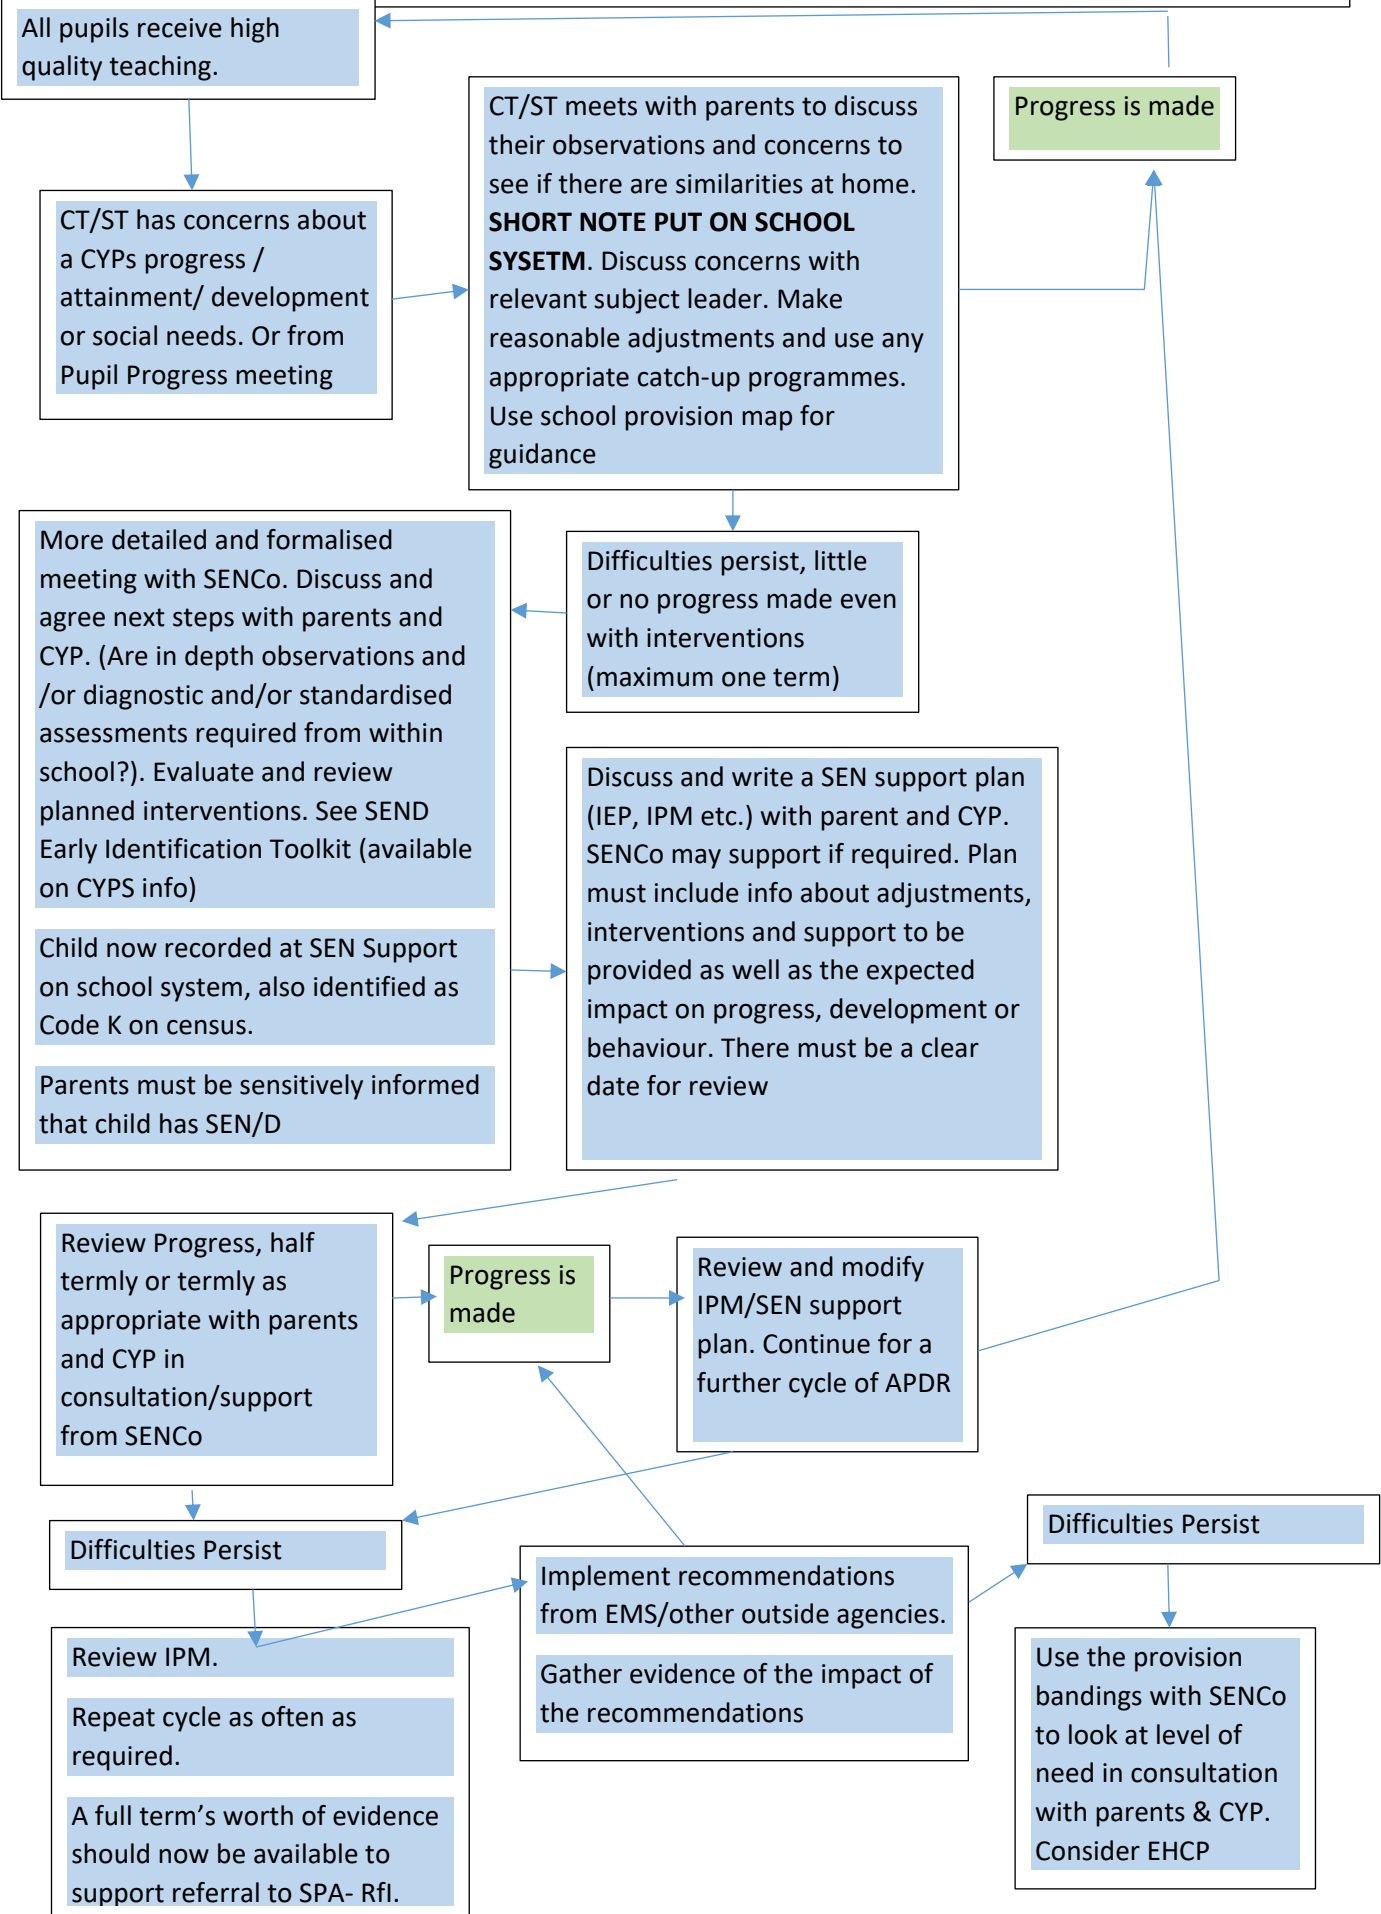 All pupils receive high
quality teaching.
Progress is made
CT/ST has concerns about
a CYPs progress /
attainment/ development
or social needs. Or from
Pupil Progress meeting
CT/ST meets with parents to discuss
their observations and concerns to
see if there are similarities at home.
SHORT NOTE PUT ON SCHOOL
SYSETM. Discuss concerns with
relevant subject leader. Make
reasonable adjustments and use any
appropriate catch-up programmes.
Use school provision map for
guidance
Difficulties persist, little
or no progress made even
with interventions
(maximum one term)
More detailed and formalised
meeting with SENCo. Discuss and
agree next steps with parents and
CYP. (Are in depth observations and
/or diagnostic and/or standardised
assessments required from within
school?). Evaluate and review
planned interventions. See SEND
Early Identification Toolkit (available
on CYPS info)
Child now recorded at SEN Support
on school system, also identified as
Code K on census.
Parents must be sensitively informed
that child has SEN/D
Discuss and write a SEN support plan
(IEP, IPM etc.) with parent and CYP.
SENCo may support if required. Plan
must include info about adjustments,
interventions and support to be
provided as well as the expected
impact on progress, development or
behaviour. There must be a clear
date for review
Review Progress, half
termly or termly as
appropriate with parents
and CYP in
consultation/support
from SENCo
Progress is
made
Review and modify
IPM/SEN support
plan. Continue for a
further cycle of APDR
Difficulties Persist
Review IPM.
Repeat cycle as often as
required.
A full term’s worth of evidence
should now be available to
support referral to SPA- RfI.
Implement recommendations
from EMS/other outside agencies.
Gather evidence of the impact of
the recommendations
Difficulties Persist
Use the provision
bandings with SENCo
to look at level of
need in consultation
with parents & CYP.
Consider EHCP